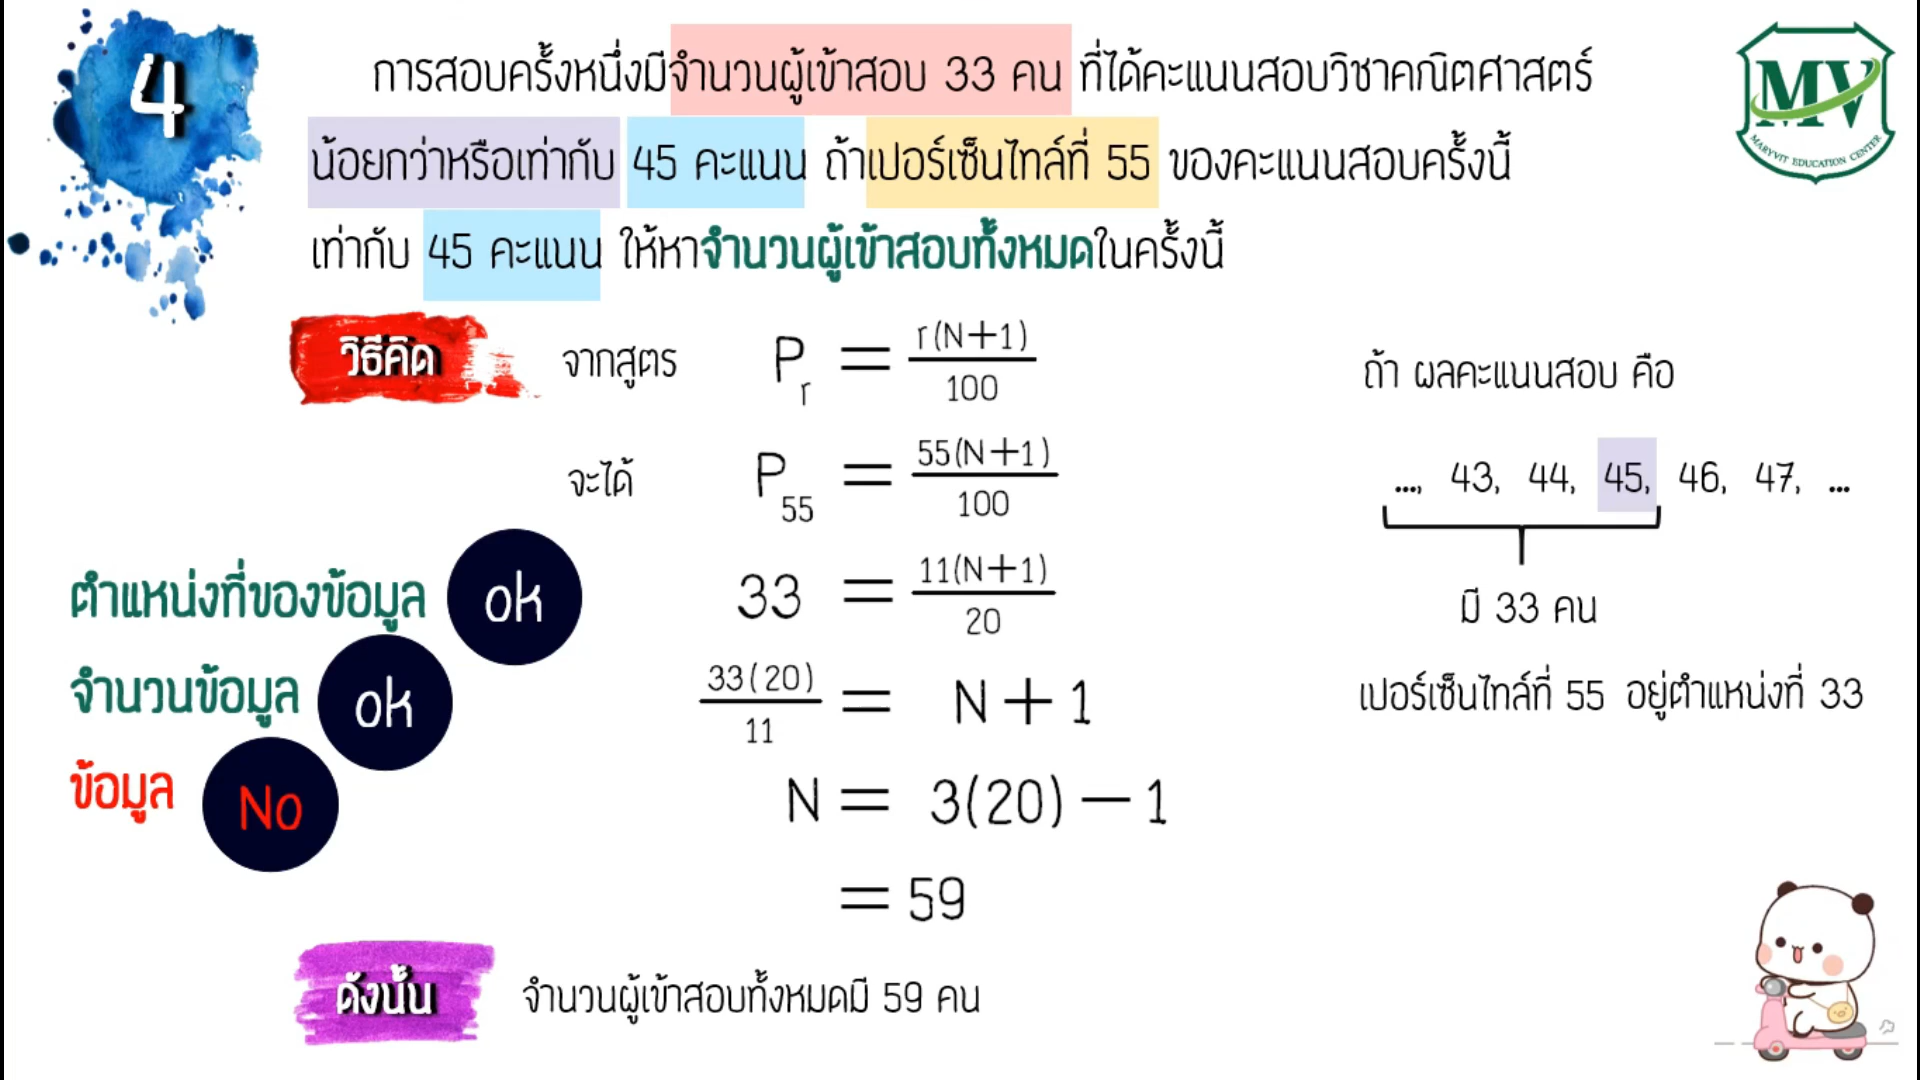 4
การสอบครั้งหนึ่งมีจำนวนผู้เข้าสอบ 33 คน ที่ได้คะแนนสอบวิชาคณิตศาสตร์
น้อยกว่าหรือเท่ากับ 45 คะแนน ถ้าเปอร์เซ็นไทล์ที่ 55 ของคะแนนสอบครั้งนี้
เท่ากับ 45 คะแนน ให้หาจำนวนผู้เข้าสอบทั้งหมดในครั้งนี้
MV
MARYVIT EDUCATION CENTER
วิธีคิด จากสูตร P_r = r(N+1)/100
จะได้ P_55 = 55(N+1)/100
33 = 11(N+1)/20
33(20)/11 = N+1
N = 3(20) – 1
= 59
ตำแหน่งที่ของข้อมูล ok
จำนวนข้อมูล ok
ข้อมูล No
ถ้า ผลคะแนนสอบ คือ
..., 43, 44, 45, 46, 47, ...
มี 33 คน
เปอร์เซ็นไทล์ที่ 55 อยู่ตำแหน่งที่ 33
ดังนั้น จำนวนผู้เข้าสอบทั้งหมดมี 59 คน